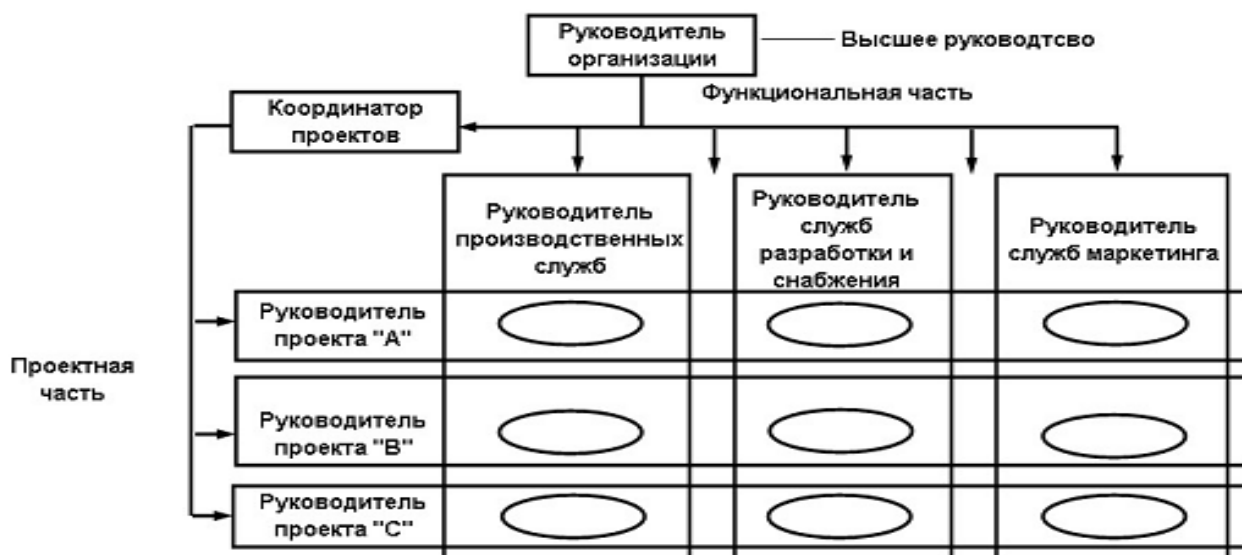 Руководитель
организации
Высшее руководтсво
Функциональная часть
Координатор
проектов
Руководитель
производственных
служб
Руководитель
служб
разработки и
снабжения
Руководитель
служб маркетинга
Проектная
часть
Руководитель
проекта "А"
Руководитель
проекта "В"
Руководитель
проекта "С"